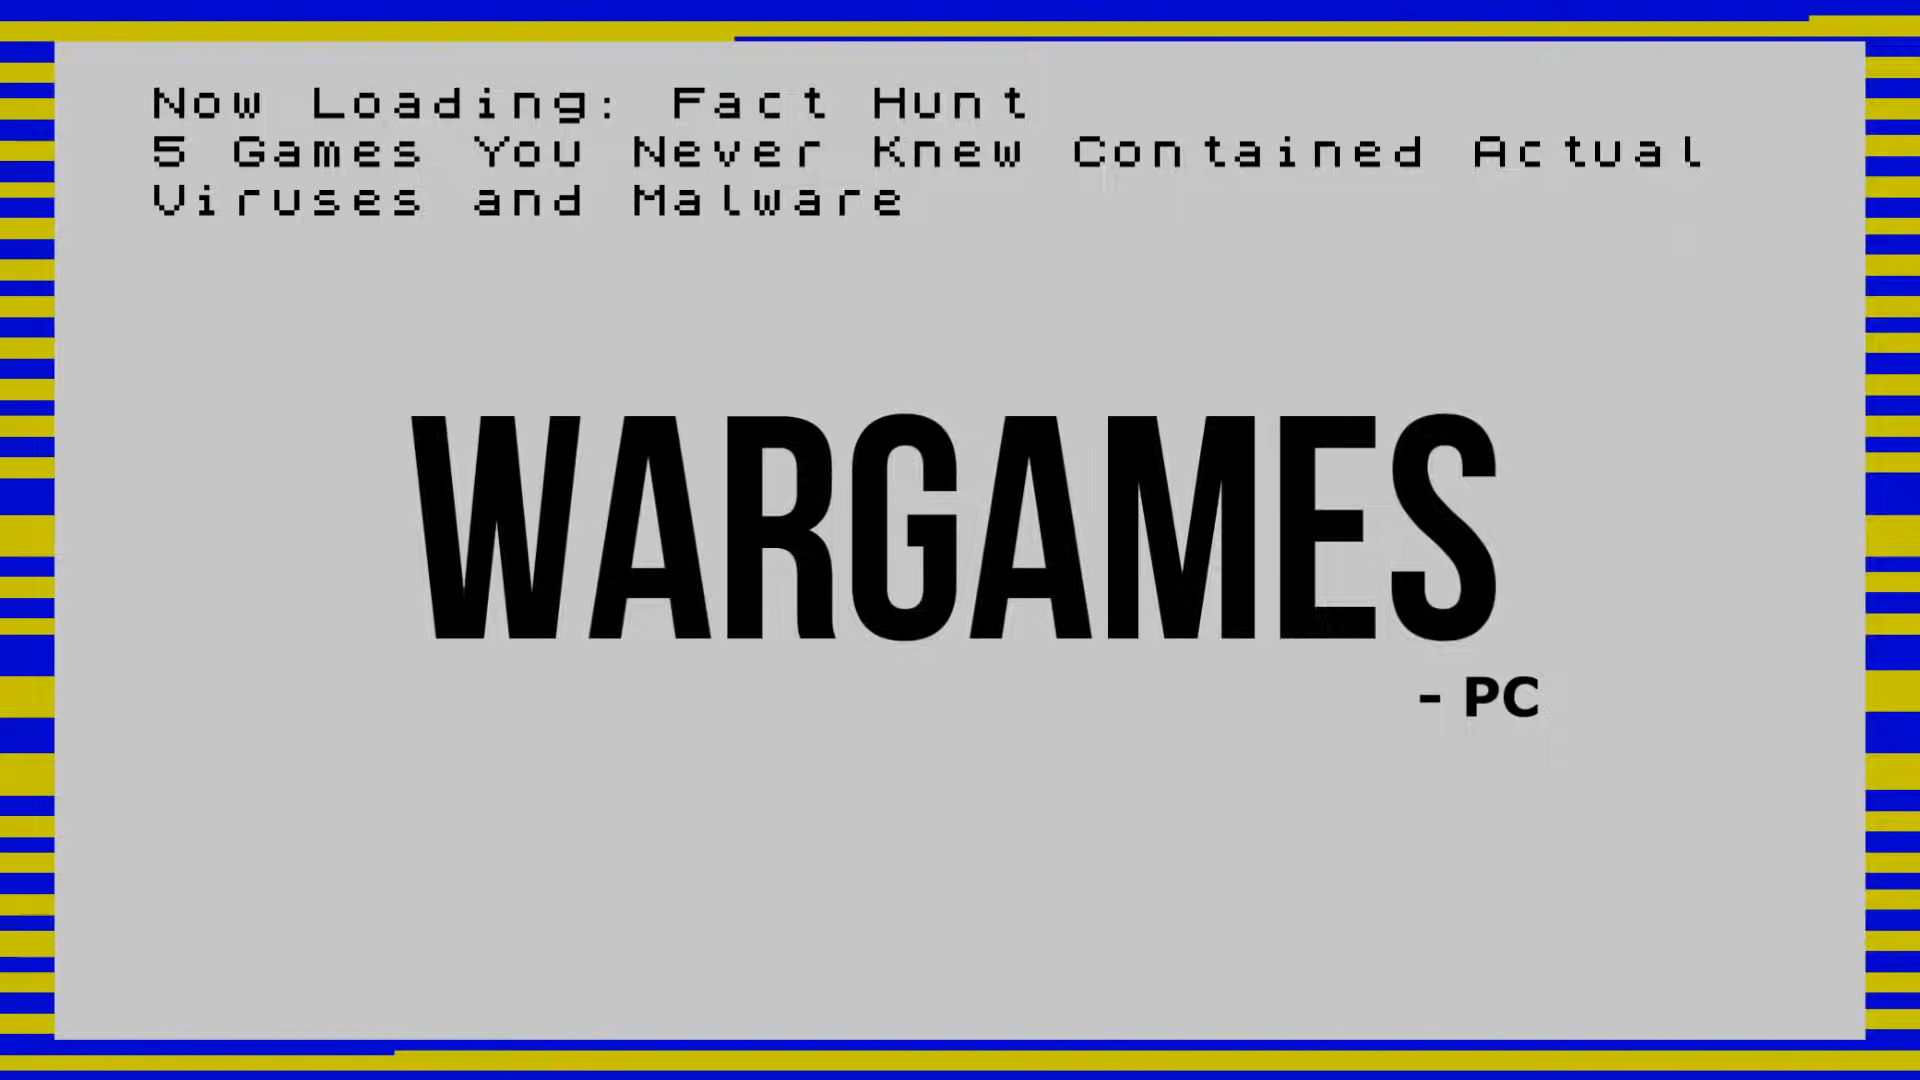 Now Loading: Fact Hunt
5 Games You Never Knew Contained Actual
Viruses and Malware
WARGAMES
- PC